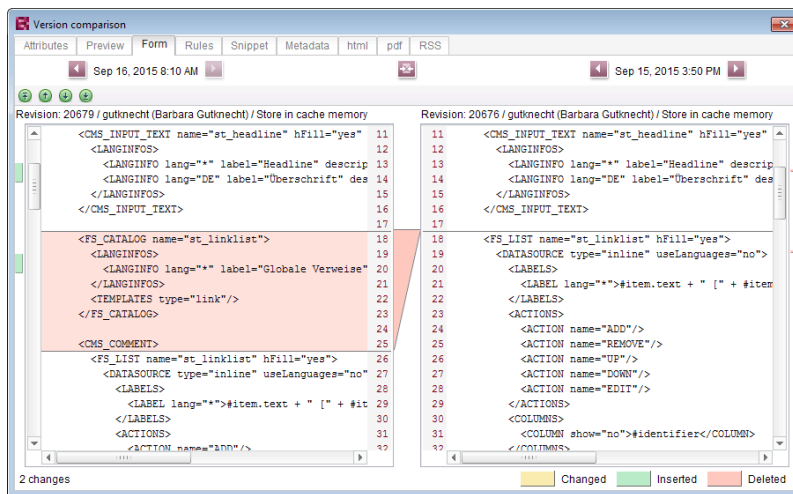 Version comparison
Attributes Preview Form Rules Snippet Metadata html pdf RSS
Sep 16, 2015 8:10 AM
Sep 15, 2015 3:50 PM
Revision: 20679 / gutknecht (Barbara Gutknecht) / Store in cache memory
<CMS_INPUT_TEXT name="st_headline" hFill="yes" 11
<LANGINFOS> 12
<LANGINFO lang="*" label="Headline" descrip 13
<LANGINFO lang="DE" label="Überschrift" des 14
</LANGINFOS> 15
</CMS_INPUT_TEXT> 16
17
<FS_CATALOG name="st_linklist"> 18
<LANGINFOS> 19
<LANGINFO lang="*" label="Globale Verweise" 20
</LANGINFOS> 21
<TEMPLATES type="link"/> 22
</FS_CATALOG> 23
24
<CMS_COMMENT> 25
<FS_LIST name="st_linklist" hFill="yes"> 26
<DATASOURCE type="inline" useLanguages="no" 27
<LABELS> 28
<LABEL lang="*">#item.text + " [" + #it 29
</LABELS> 30
<ACTIONS> 31
<ACTION name="ADD"/> 32
Revision: 20676 / gutknecht (Barbara Gutknecht) / Store in cache memory
11 <CMS_INPUT_TEXT name="st_headline" hFill="yes"
12 <LANGINFOS>
13 <LANGINFO lang="*" label="Headline" descrip
14 <LANGINFO lang="DE" label="Überschrift" des
15 </LANGINFOS>
16 </CMS_INPUT_TEXT>
17
18 <FS_LIST name="st_linklist" hFill="yes">
19 <DATASOURCE type="inline" useLanguages="no">
20 <LABELS>
21 <LABEL lang="*">#item.text + " [" + #item
22 </LABELS>
23 <ACTIONS>
24 <ACTION name="ADD"/>
25 <ACTION name="REMOVE"/>
26 <ACTION name="UP"/>
27 <ACTION name="DOWN"/>
28 <ACTION name="EDIT"/>
29 </ACTIONS>
30 <COLUMNS>
31 <COLUMN show="no">#identifier</COLUMN>
32 </COLUMNS>
2 changes
Changed Inserted Deleted